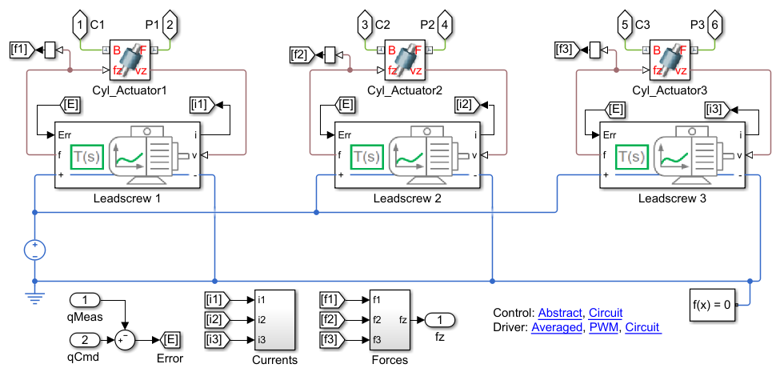 1 C1 P1 2
3 C2 P2 4
5 C3 P3 6
[f1] B F
fz vz
[f2] B F
fz vz
[f3] B F
fz vz
Cyl_Actuator1
Cyl_Actuator2
Cyl_Actuator3
[E] [i1]
[E] [i2]
[E] [i3]
Err i
f T(s) v
+ -
Leadscrew 1
Err i
f T(s) v
+ -
Leadscrew 2
Err i
f T(s) v
+ -
Leadscrew 3
+
-
1
qMeas
2
qCmd
-
+
[E]
Error
[i1] i1
[i2] i2
[i3] i3
Currents
[f1] f1
[f2] f2 fz
[f3] f3
Forces
1
fz
Control: Abstract, Circuit
Driver: Averaged, PWM, Circuit
f(x) = 0